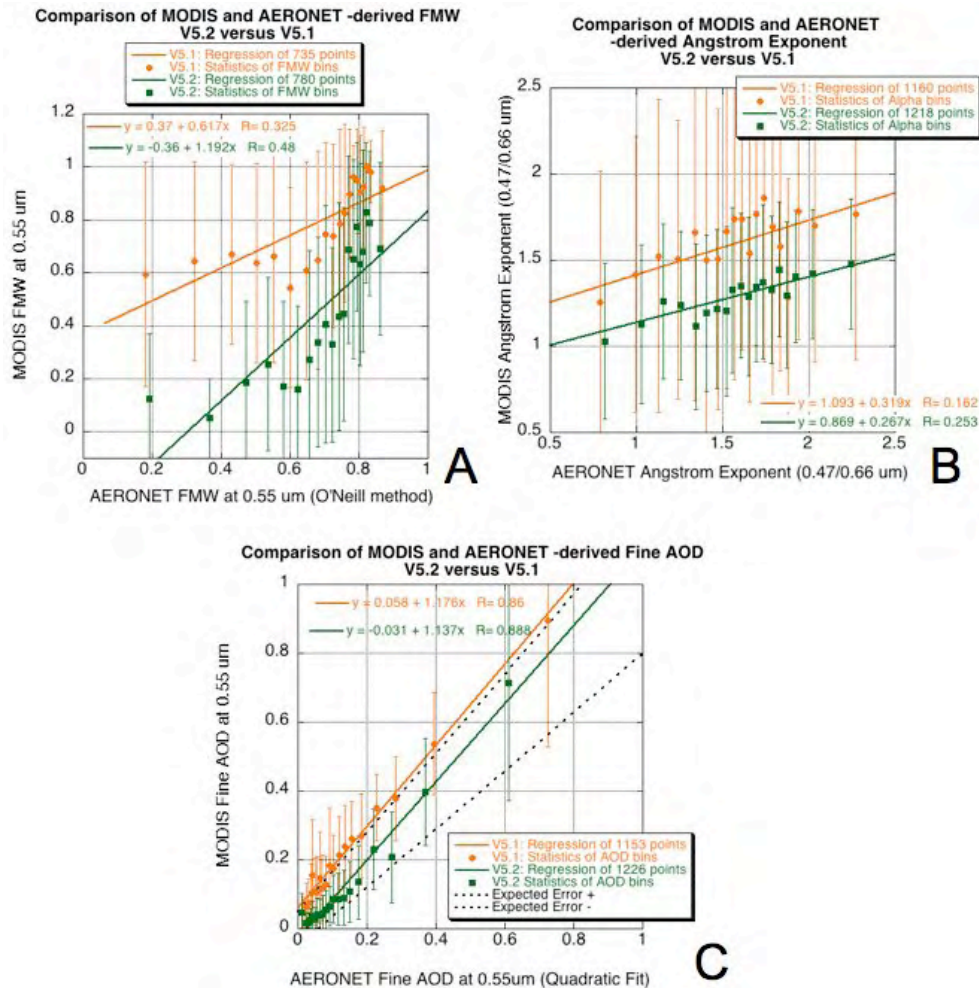 Comparison of MODIS and AERONET -derived FMW
V5.2 versus V5.1
V5.1: Regression of 735 points
V5.1: Statistics of FMW bins
V5.2: Regression of 780 points
V5.2: Statistics of FMW bins
y = 0.37 + 0.617x R= 0.325
y = -0.36 + 1.192x R= 0.48
MODIS FMW at 0.55 um
1.2
1
0.8
0.6
0.4
0.2
0
0 0.2 0.4 0.6 0.8 1
AERONET FMW at 0.55 um (O'Neill method)
A
Comparison of MODIS and AERONET
-derived Angstrom Exponent
V5.2 versus V5.1
V5.1: Regression of 1160 points
V5.1: Statistics of Alpha bins
V5.2: Regression of 1218 points
V5.2: Statistics of Alpha bins
MODIS Angstrom Exponent (0.47/0.66 um)
2.5
2
1.5
1
0.5
y = 1.093 + 0.319x R= 0.162
y = 0.869 + 0.267x R= 0.253
0.5 1 1.5 2 2.5
AERONET Angstrom Exponent (0.47/0.66 um)
B
Comparison of MODIS and AERONET -derived Fine AOD
V5.2 versus V5.1
y = 0.058 + 1.176x R= 0.86
y = -0.031 + 1.137x R= 0.888
MODIS Fine AOD at 0.55 um
1
0.8
0.6
0.4
0.2
0
V5.1: Regression of 1153 points
V5.1: Statistics of AOD bins
V5.2: Regression of 1226 points
V5.2 Statistics of AOD bins
Expected Error +
Expected Error -
0 0.2 0.4 0.6 0.8 1
AERONET Fine AOD at 0.55um (Quadratic Fit)
C